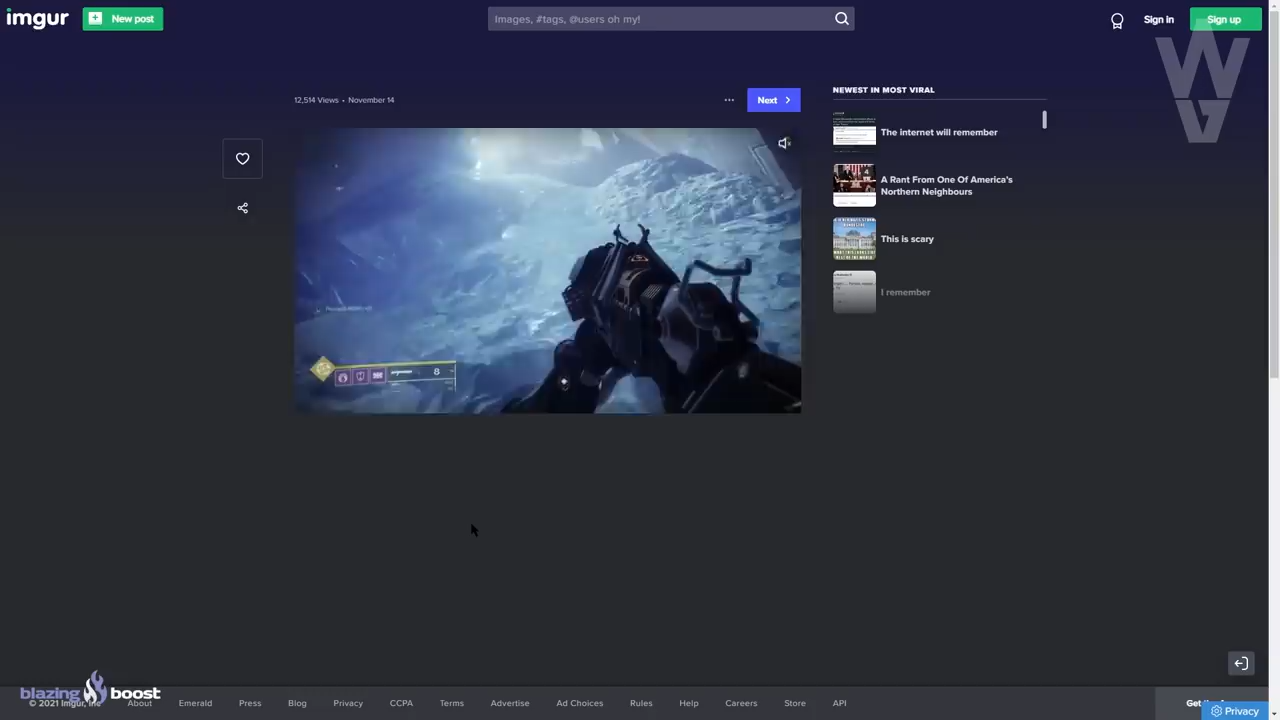 imgur
New post
Images, #tags, @users oh my!
Sign in
Sign up
W
12,514 Views • November 14
Next
NEWEST IN MOST VIRAL
The internet will remember
A Rant From One Of America's
Northern Neighbours
This is scary
I remember
8
blazing boost
© 2021 Imgur, Inc
About
Emerald
Press
Blog
Privacy
CCPA
Terms
Advertise
Ad Choices
Rules
Help
Careers
Store
API
Privacy